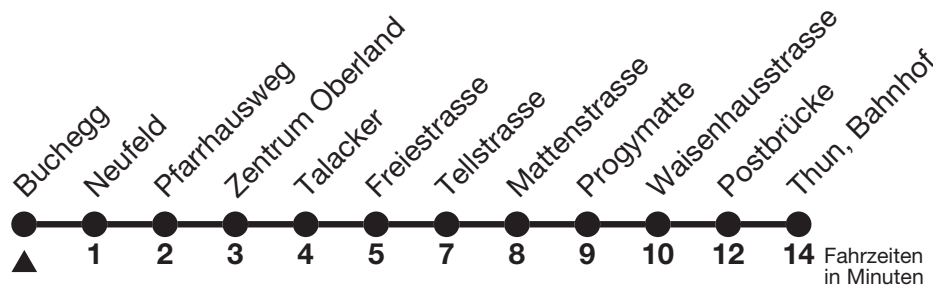 Buchegg
Neufeld
Pfarrhausweg
Zentrum Oberland
Talacker
Freiestrasse
Tellstrasse
Mattenstrasse
Progymatte
Waisenhausstrasse
Postbrücke
Thun, Bahnhof
1 2 3 4 5 7 8 9 10 12 14 Fahrzeiten
in Minuten